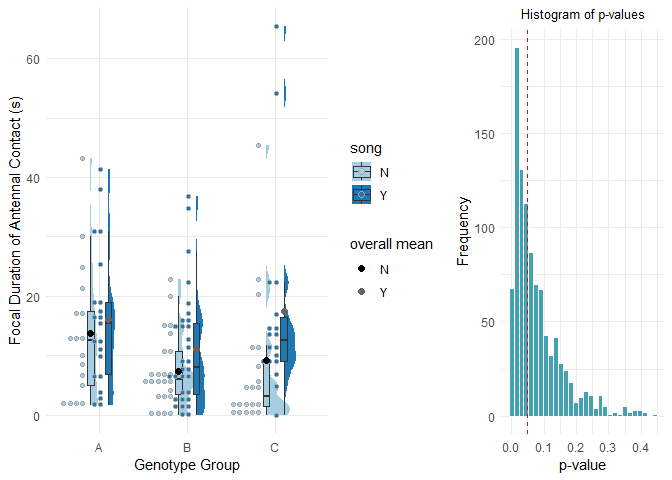 Focal Duration of Antennal Contact (s)
60
40
20
0
A
B
C
Genotype Group
song
N
Y
overall mean
N
Y
Histogram of p-values
Frequency
200
150
100
50
0
0.0
0.1
0.2
0.3
0.4
p-value